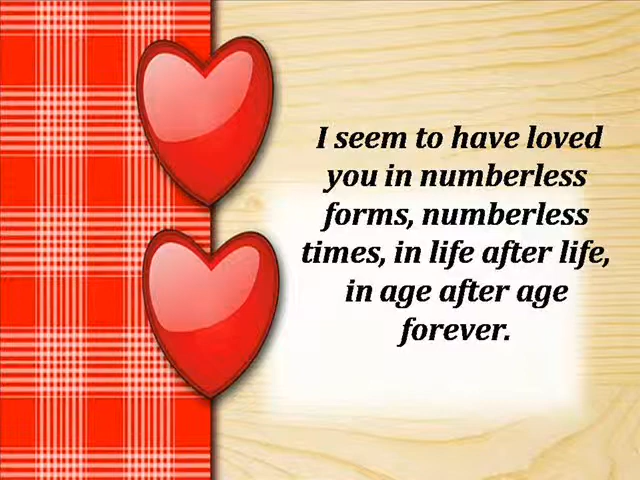 I seem to have loved
you in numberless
forms, numberless
times, in life after life,
in age after age
forever.